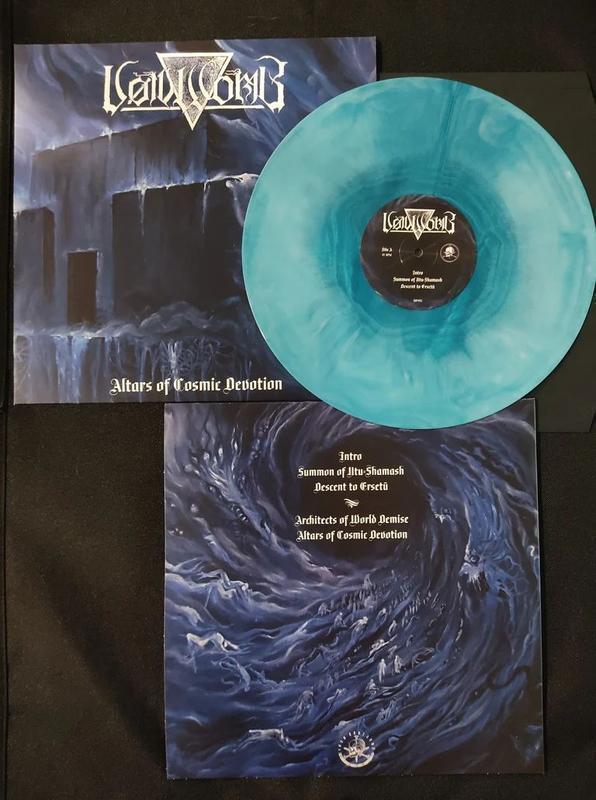 VoidWomb
Altars of Cosmic Devotion
VoidWomb
Side A
Intro
Summon of Utu-Shamash
Descent to Ersetū
Intro
Summon of Utu-Shamash
Descent to Ersetū
Architects of World Demise
Altars of Cosmic Devotion